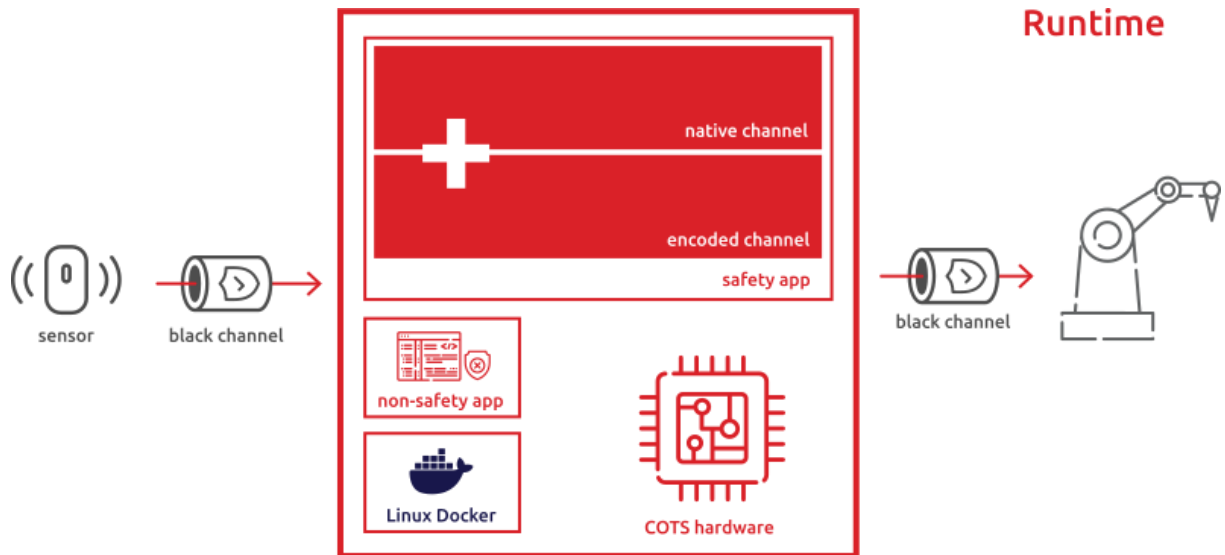 Runtime
native channel
encoded channel
safety app
sensor
black channel
black channel
</>
non-safety app
Linux Docker
COTS hardware